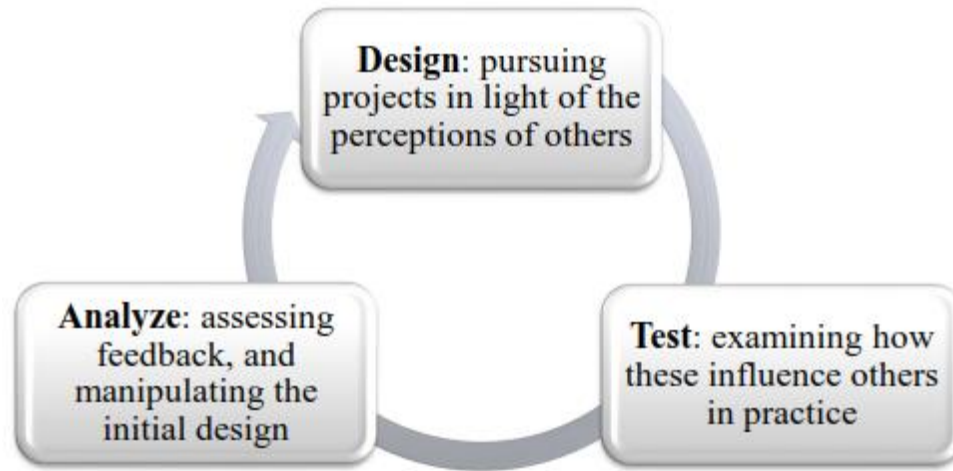 Design: pursuing
projects in light of the
perceptions of others
Test: examining how
these influence others
in practice
Analyze: assessing
feedback, and
manipulating the
initial design